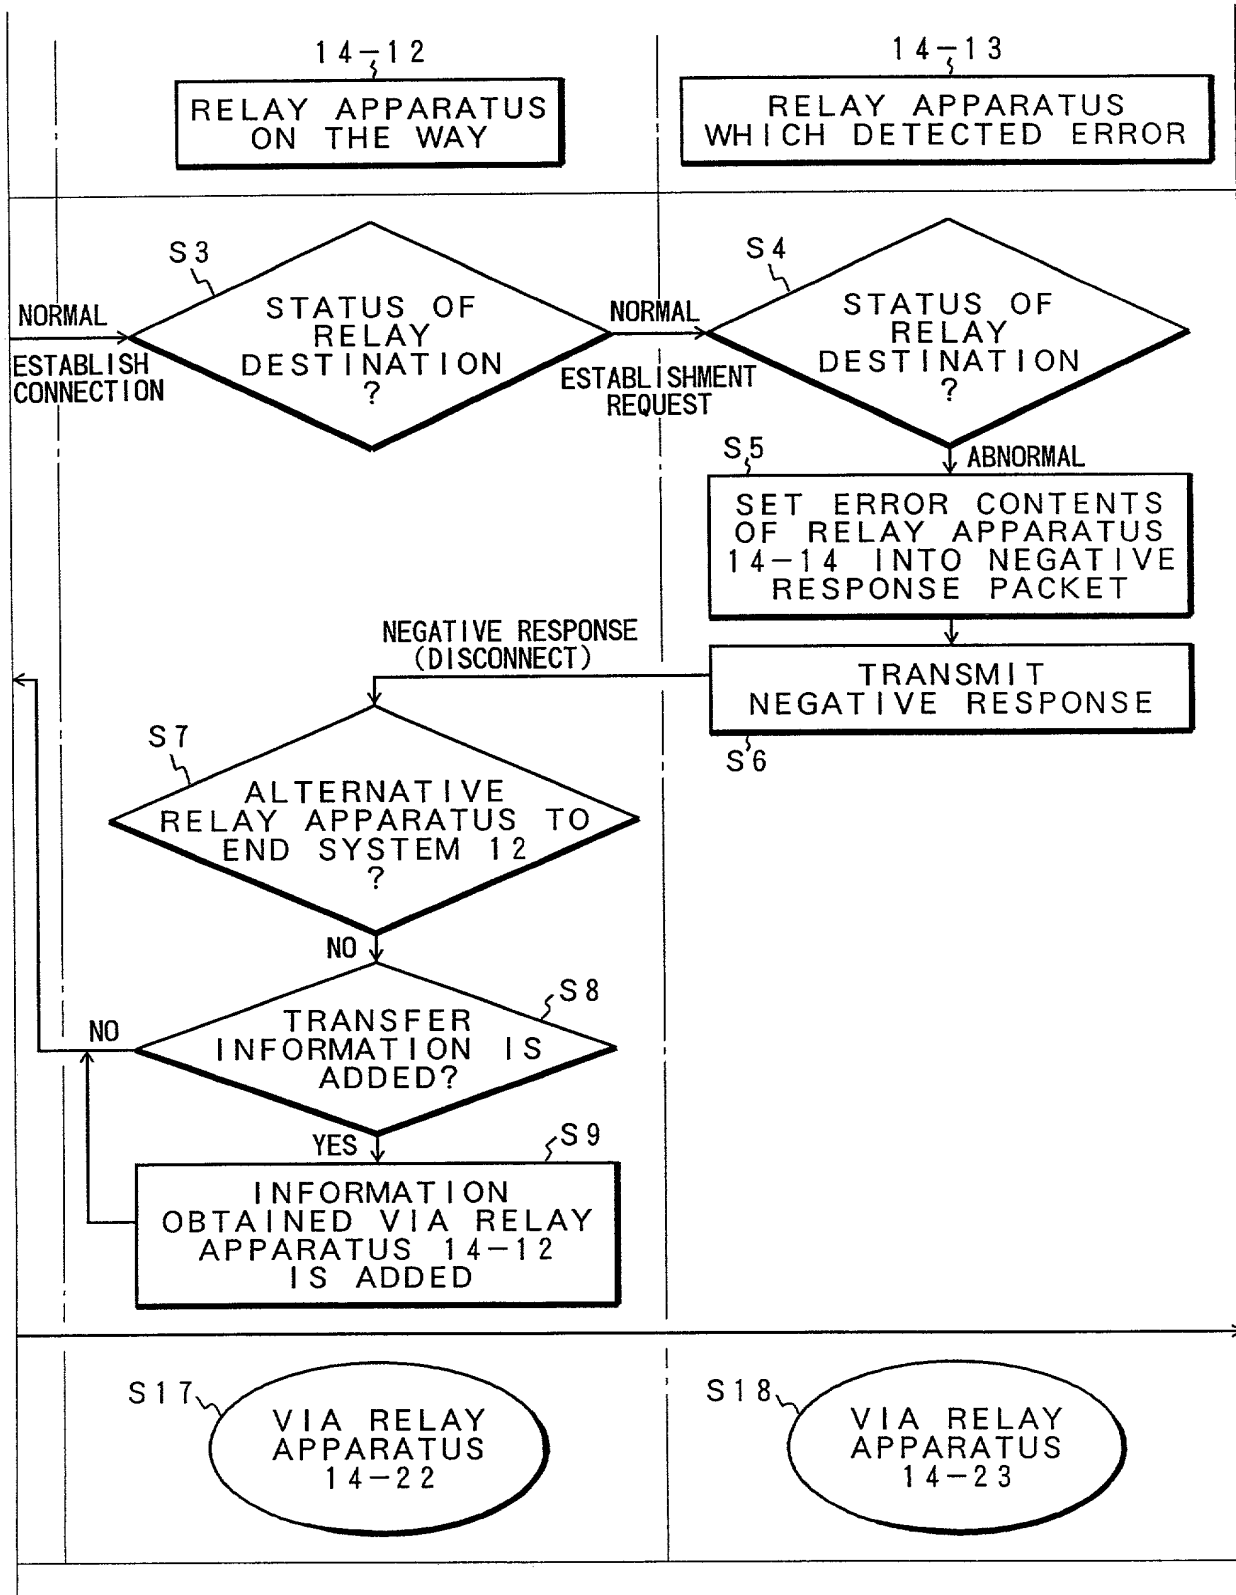 14-12
RELAY APPARATUS
ON THE WAY
14-13
RELAY APPARATUS
WHICH DETECTED ERROR
S3
STATUS OF
RELAY
DESTINATION
?
NORMAL
ESTABLISH
CONNECTION
NORMAL
ESTABLISHMENT
REQUEST
S4
STATUS OF
RELAY
DESTINATION
?
ABNORMAL
S5
SET ERROR CONTENTS
OF RELAY APPARATUS
14-14 INTO NEGATIVE
RESPONSE PACKET
NEGATIVE RESPONSE
(DISCONNECT)
TRANSMIT
NEGATIVE RESPONSE
S6
S7
ALTERNATIVE
RELAY APPARATUS TO
END SYSTEM 12
?
NO
S8
TRANSFER
INFORMATION IS
ADDED?
NO
YES
S9
INFORMATION
OBTAINED VIA RELAY
APPARATUS 14-12
IS ADDED
S17
VIA RELAY
APPARATUS
14-22
S18
VIA RELAY
APPARATUS
14-23